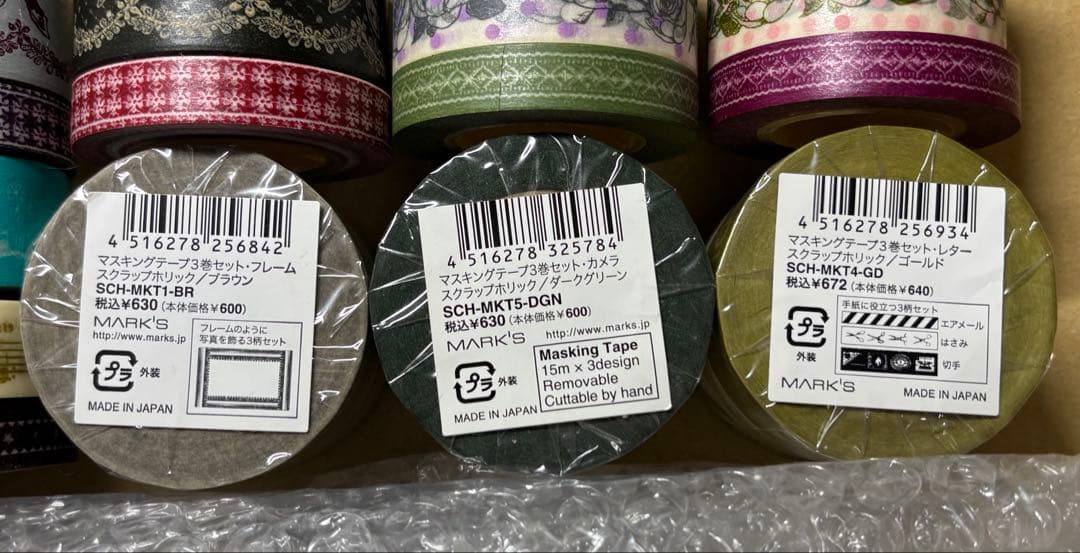 4 516278 256842
マスキングテープ3巻セット・フレーム
スクラップホリック／ブラウン
SCH-MKT1-BR
税込¥630(本体価格¥600)
MARK'S
http://www.marks.jp
フレームのように
写真を飾る3柄セット
プラ
外装
MADE IN JAPAN
4 516278 325784
マスキングテープ3巻セット・カメラ
スクラップホリック／ダークグリーン
SCH-MKT5-DGN
税込¥630(本体価格¥600)
MARK'S
http://www.marks.jp
プラ
外装
Masking Tape
15m × 3design
Removable
Cuttable by hand
MADE IN JAPAN
4 516278 256934
マスキングテープ3巻セット・レター
スクラップホリック／ゴールド
SCH-MKT4-GD
税込¥672(本体価格¥640)
手紙に役立つ3柄セット
エアメール
はさみ
切手
プラ
外装
MARK'S
MADE IN JAPAN